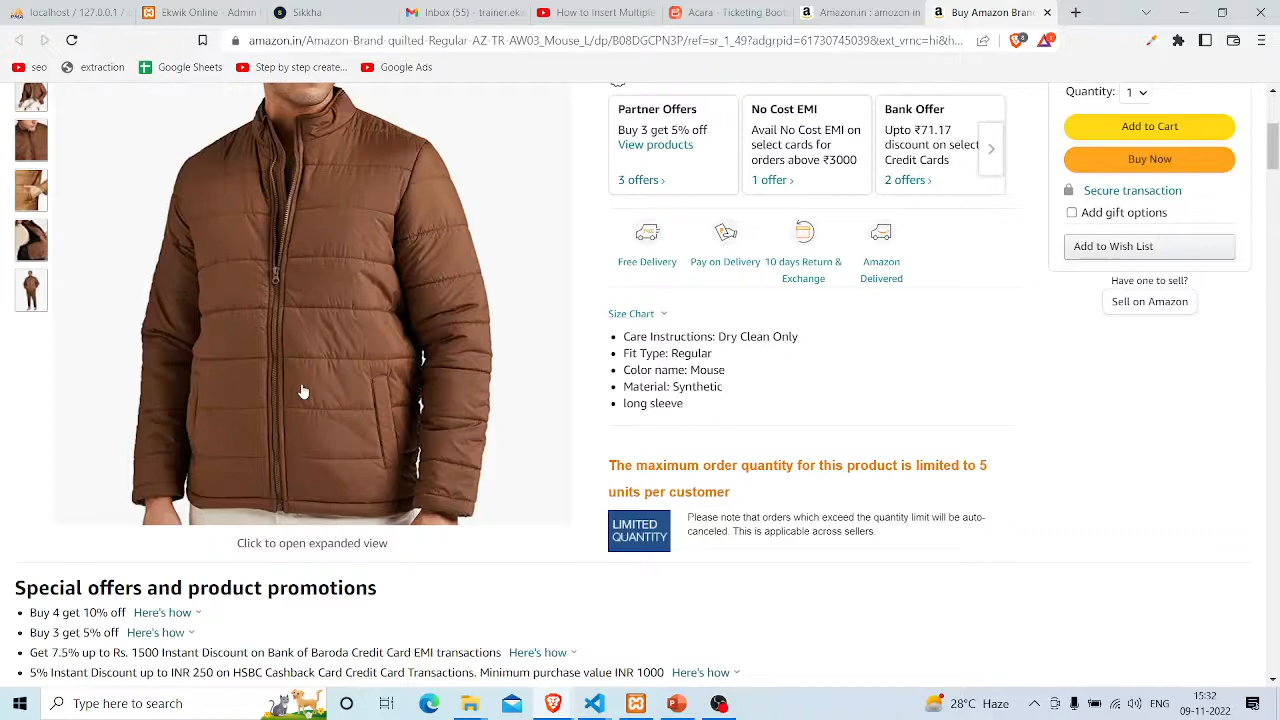 localhost / 127.0.0.1 /
Ekwik Online - Admin
Sikkha
Inbox (55) - trainer.ekw
How to Insert Multiple
Acara - Ticketing Boots
Amazon.in : amazon in
Buy Amazon Bran
amazon.in/Amazon-Brand-quilted-Regular-AZ-TR-AW03_Mouse_L/dp/B08DGCPN3P/ref=sr_1_49?adgrpid=61730745039&ext_vrnc=hi&h...
seo
extraction
Google Sheets
Step by step create...
Google Ads
Partner Offers
Buy 3 get 5% off
View products
3 offers ›
No Cost EMI
Avail No Cost EMI on
select cards for
orders above ₹3000
1 offer ›
Bank Offer
Upto ₹71.17
discount on select
Credit Cards
2 offers ›
Quantity: 1
Add to Cart
Buy Now
Secure transaction
Add gift options
Add to Wish List
Have one to sell?
Sell on Amazon
Free Delivery
Pay on Delivery
10 days Return &
Exchange
Amazon
Delivered
Size Chart
• Care Instructions: Dry Clean Only
• Fit Type: Regular
• Color name: Mouse
• Material: Synthetic
• long sleeve
The maximum order quantity for this product is limited to 5
units per customer
LIMITED
QUANTITY
Please note that orders which exceed the quantity limit will be auto-
canceled. This is applicable across sellers.
Click to open expanded view
Special offers and product promotions
• Buy 4 get 10% off Here's how
• Buy 3 get 5% off Here's how
• Get 7.5% up to Rs. 1500 Instant Discount on Bank of Baroda Credit Card EMI transactions Here's how
• 5% Instant Discount up to INR 250 on HSBC Cashback Card Credit Card Transactions. Minimum purchase value INR 1000 Here's how
Type here to search
28°C Haze
ENG
15:32
09-11-2022